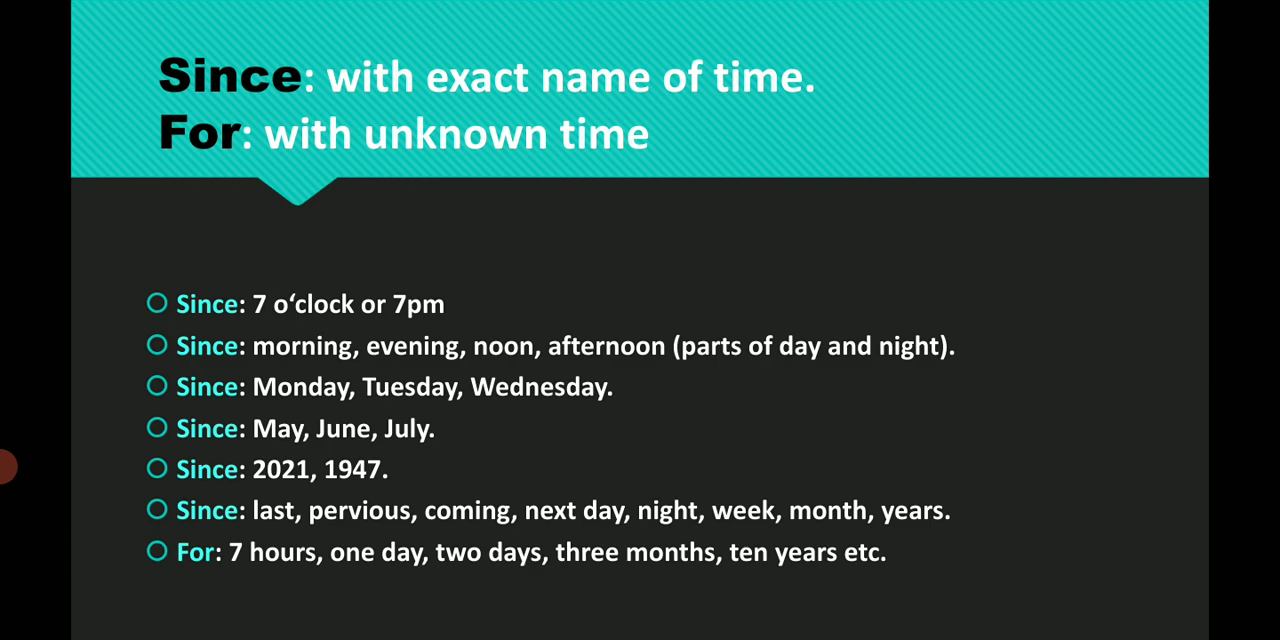 Since: with exact name of time.
For: with unknown time
Since: 7 o‘clock or 7pm
Since: morning, evening, noon, afternoon (parts of day and night).
Since: Monday, Tuesday, Wednesday.
Since: May, June, July.
Since: 2021, 1947.
Since: last, pervious, coming, next day, night, week, month, years.
For: 7 hours, one day, two days, three months, ten years etc.